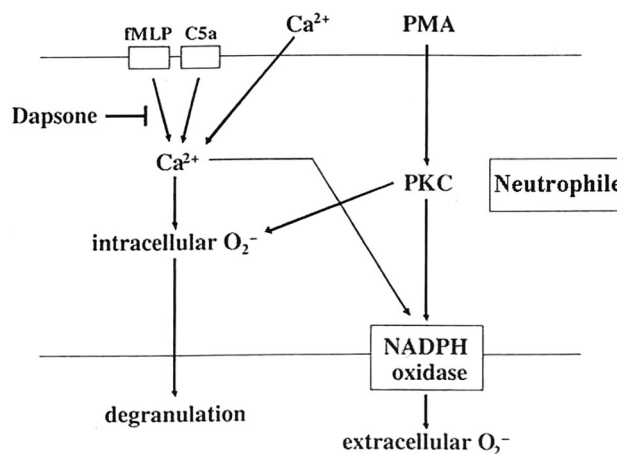 fMLP C5a Ca²⁺ PMA
Dapsone
Ca²⁺ PKC Neutrophile
intracellular O₂⁻
NADPH
oxidase
degranulation
extracellular O₂⁻